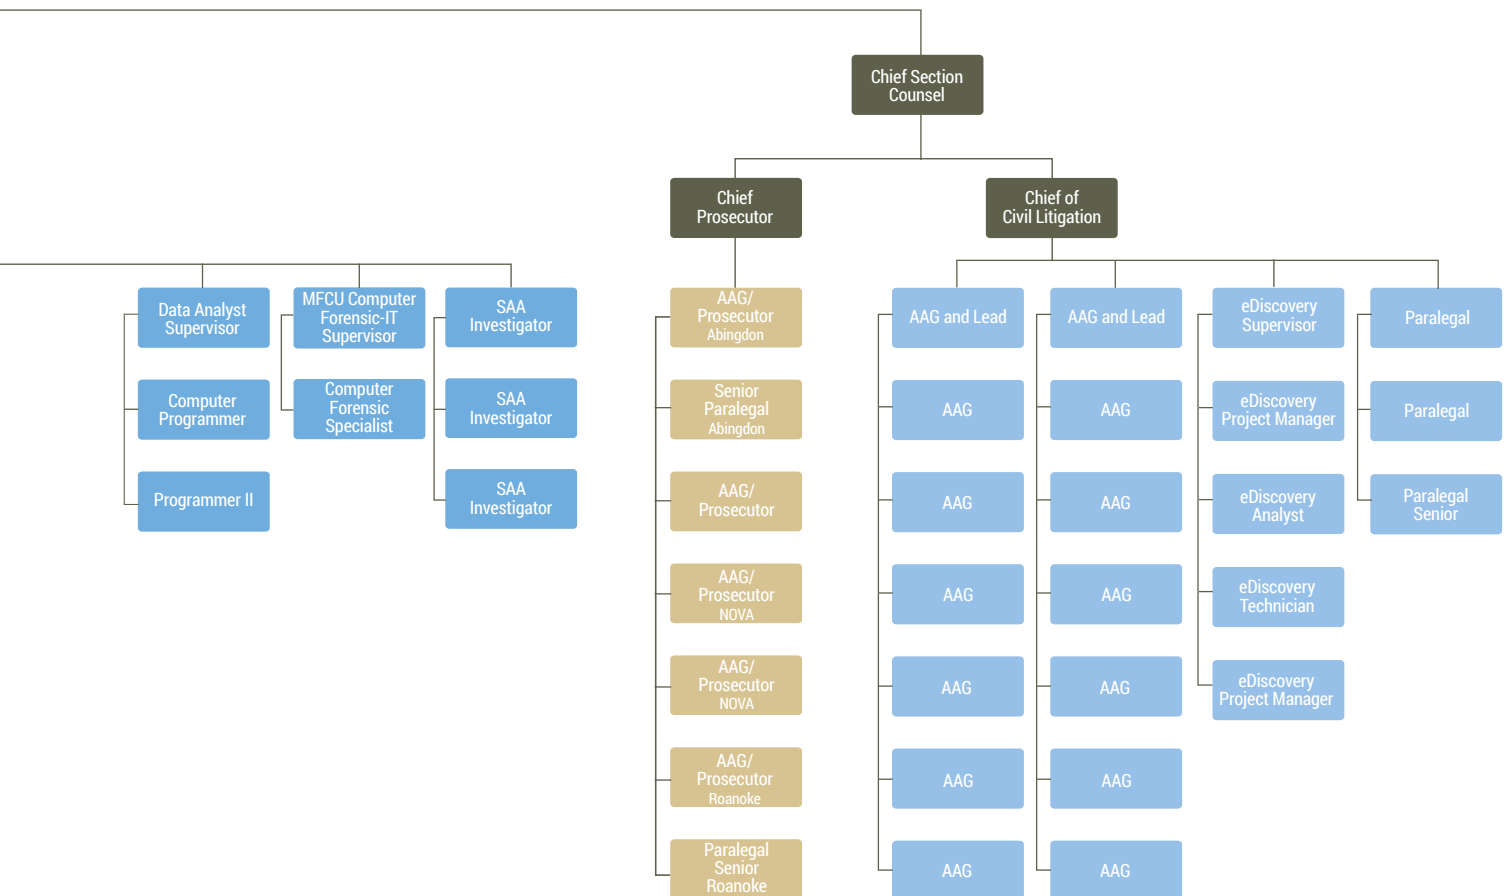 Chief Section
Counsel
Chief
Prosecutor
Chief of
Civil Litigation
Data Analyst
Supervisor
Computer
Programmer
Programmer II
MFCU Computer
Forensic-IT
Supervisor
Computer
Forensic
Specialist
SAA
Investigator
SAA
Investigator
SAA
Investigator
AAG/
Prosecutor
Abingdon
Senior
Paralegal
Abingdon
AAG/
Prosecutor
AAG/
Prosecutor
NOVA
AAG/
Prosecutor
NOVA
AAG/
Prosecutor
Roanoke
Paralegal
Senior
Roanoke
AAG and Lead
AAG
AAG
AAG
AAG
AAG
AAG
AAG and Lead
AAG
AAG
AAG
AAG
AAG
AAG
eDiscovery
Supervisor
eDiscovery
Project Manager
eDiscovery
Analyst
eDiscovery
Technician
eDiscovery
Project Manager
Paralegal
Paralegal
Paralegal
Senior